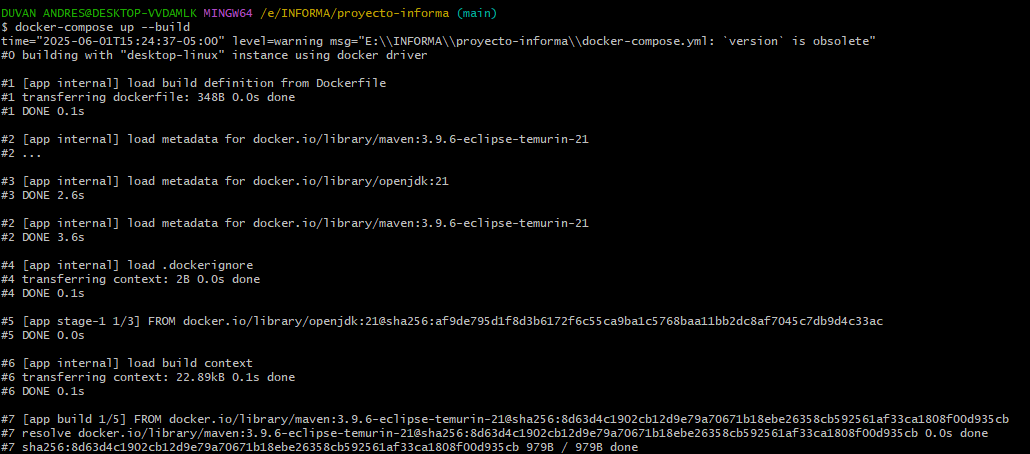 DUVAN ANDRES@DESKTOP-VVDAMLK MINGW64 /e/INFORMA/proyecto-informa (main)
$ docker-compose up --build
time="2025-06-01T15:24:37-05:00" level=warning msg="E:\\INFORMA\\proyecto-informa\\docker-compose.yml: `version` is obsolete"
#0 building with "desktop-linux" instance using docker driver

#1 [app internal] load build definition from Dockerfile
#1 transferring dockerfile: 348B 0.0s done
#1 DONE 0.1s

#2 [app internal] load metadata for docker.io/library/maven:3.9.6-eclipse-temurin-21
#2 ...

#3 [app internal] load metadata for docker.io/library/openjdk:21
#3 DONE 2.6s

#2 [app internal] load metadata for docker.io/library/maven:3.9.6-eclipse-temurin-21
#2 DONE 3.6s

#4 [app internal] load .dockerignore
#4 transferring context: 2B 0.0s done
#4 DONE 0.1s

#5 [app stage-1 1/3] FROM docker.io/library/openjdk:21@sha256:af9de795d1f8d3b6172f6c55ca9ba1c5768baa11bb2dc8af7045c7db9d4c33ac
#5 DONE 0.0s

#6 [app internal] load build context
#6 transferring context: 22.89kB 0.1s done
#6 DONE 0.1s

#7 [app build 1/5] FROM docker.io/library/maven:3.9.6-eclipse-temurin-21@sha256:8d63d4c1902cb12d9e79a70671b18ebe26358cb592561af33ca1808f00d935cb
#7 resolve docker.io/library/maven:3.9.6-eclipse-temurin-21@sha256:8d63d4c1902cb12d9e79a70671b18ebe26358cb592561af33ca1808f00d935cb 0.0s done
#7 sha256:8d63d4c1902cb12d9e79a70671b18ebe26358cb592561af33ca1808f00d935cb 979B / 979B done